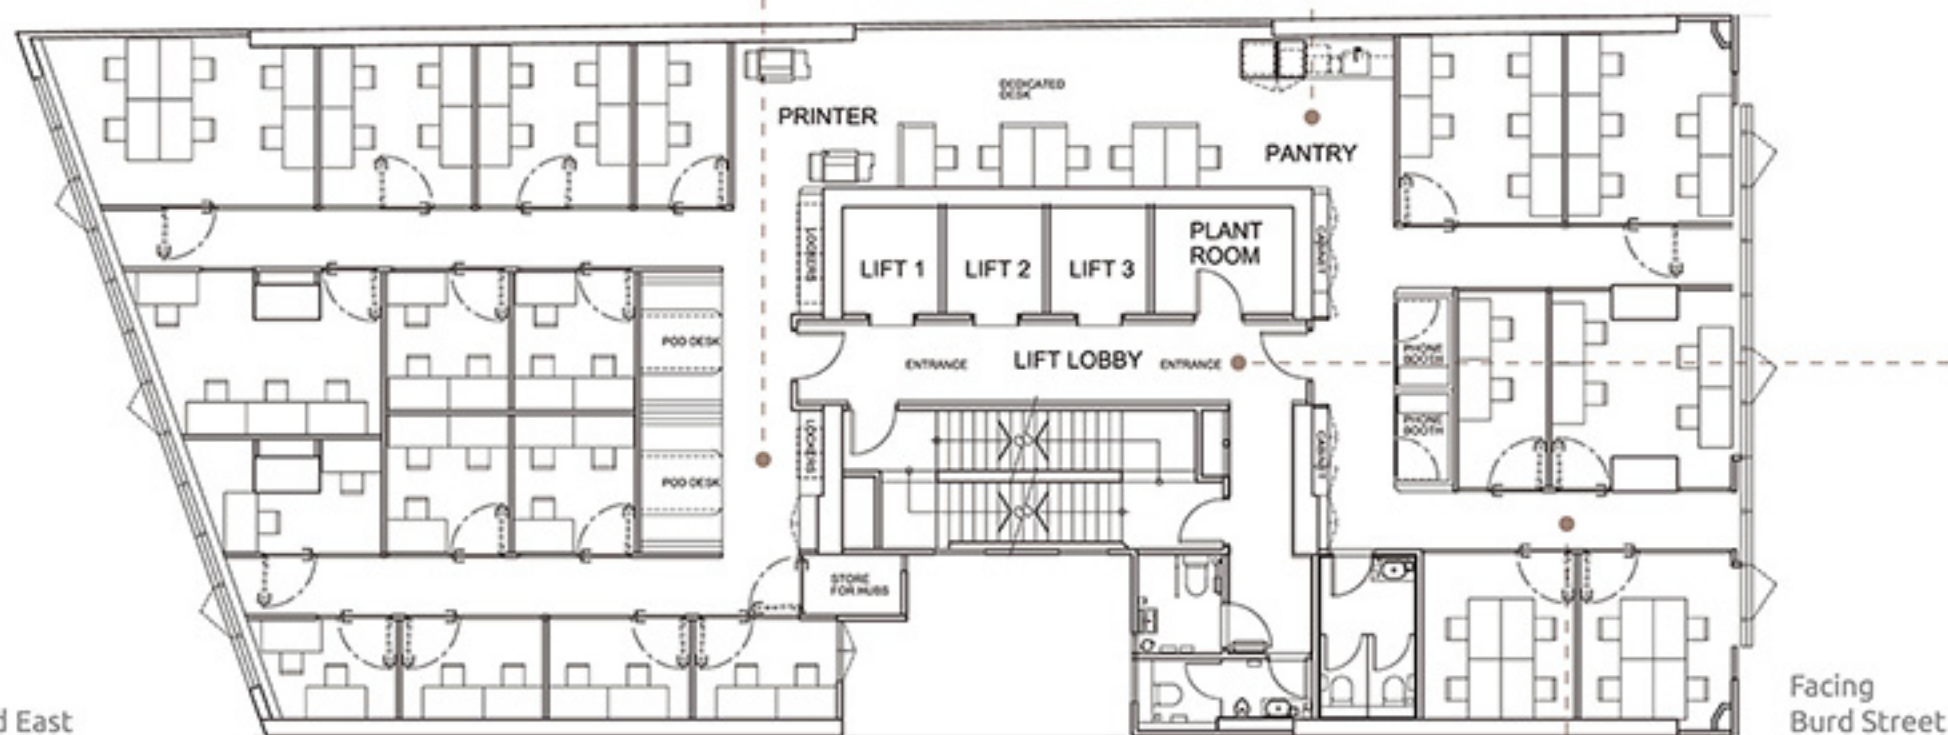 DEDICATED
DESK
PRINTER
PANTRY
LOCKERS
LIFT 1
LIFT 2
LIFT 3
PLANT
ROOM
CABINET
POD DESK
ENTRANCE
LIFT LOBBY
ENTRANCE
PHONE
BOOTH
PHONE
BOOTH
LOCKERS
CABINET
POD DESK
STORE
FOR HUBS
d East
Facing
Burd Street